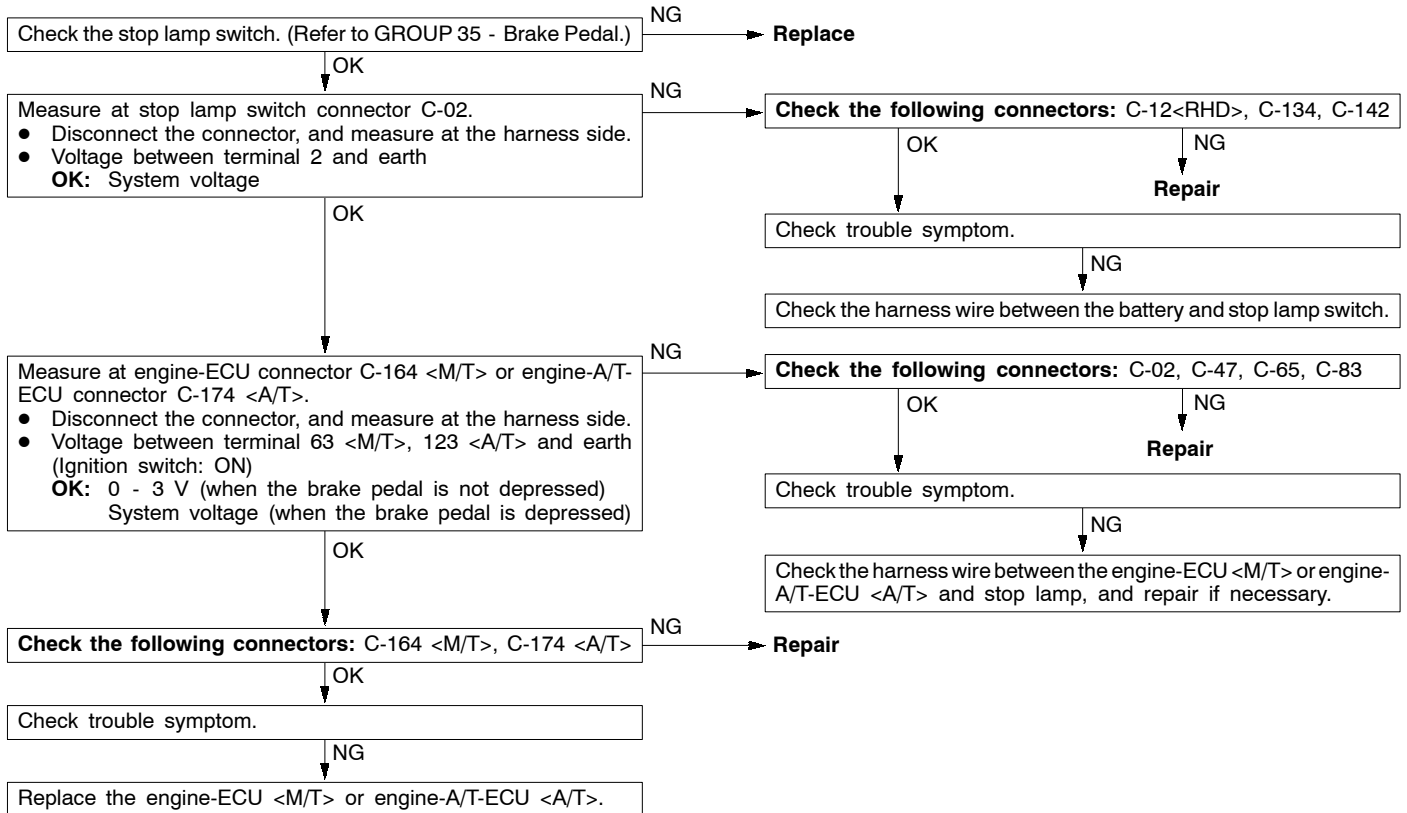 Check the stop lamp switch. (Refer to GROUP 35 - Brake Pedal.)
NG
Replace
OK
Measure at stop lamp switch connector C-02.
● Disconnect the connector, and measure at the harness side.
● Voltage between terminal 2 and earth
OK: System voltage
NG
Check the following connectors: C-12<RHD>, C-134, C-142
OK
NG
Repair
Check trouble symptom.
NG
Check the harness wire between the battery and stop lamp switch.
OK
Measure at engine-ECU connector C-164 <M/T> or engine-A/T-
ECU connector C-174 <A/T>.
● Disconnect the connector, and measure at the harness side.
● Voltage between terminal 63 <M/T>, 123 <A/T> and earth
(Ignition switch: ON)
OK: 0 - 3 V (when the brake pedal is not depressed)
System voltage (when the brake pedal is depressed)
NG
Check the following connectors: C-02, C-47, C-65, C-83
OK
NG
Repair
Check trouble symptom.
NG
Check the harness wire between the engine-ECU <M/T> or engine-
A/T-ECU <A/T> and stop lamp, and repair if necessary.
OK
Check the following connectors: C-164 <M/T>, C-174 <A/T>
NG
Repair
OK
Check trouble symptom.
NG
Replace the engine-ECU <M/T> or engine-A/T-ECU <A/T>.